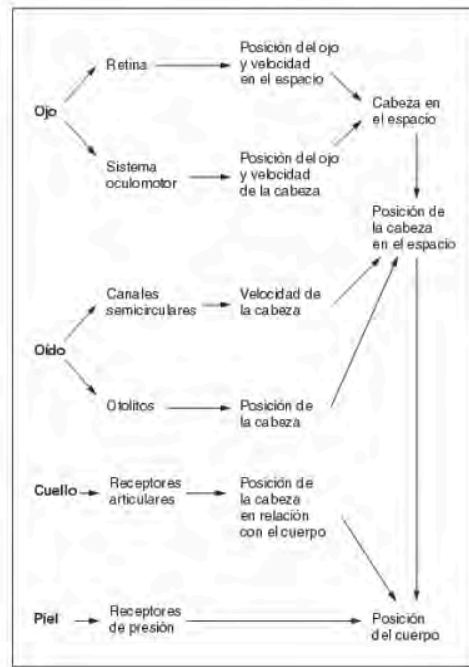 Ojo
Retina
Posición del ojo
y velocidad
en el espacio
Cabeza en
el espacio
Sistema
oculomotor
Posición del ojo
y velocidad
de la cabeza
Posición de
la cabeza
en el espacio
Oído
Canales
semicirculares
Velocidad de
la cabeza
Otolitos
Posición de
la cabeza
Cuello
Receptores
articulares
Posición de
la cabeza
en relación
con el cuerpo
Piel
Receptores
de presión
Posición
del cuerpo